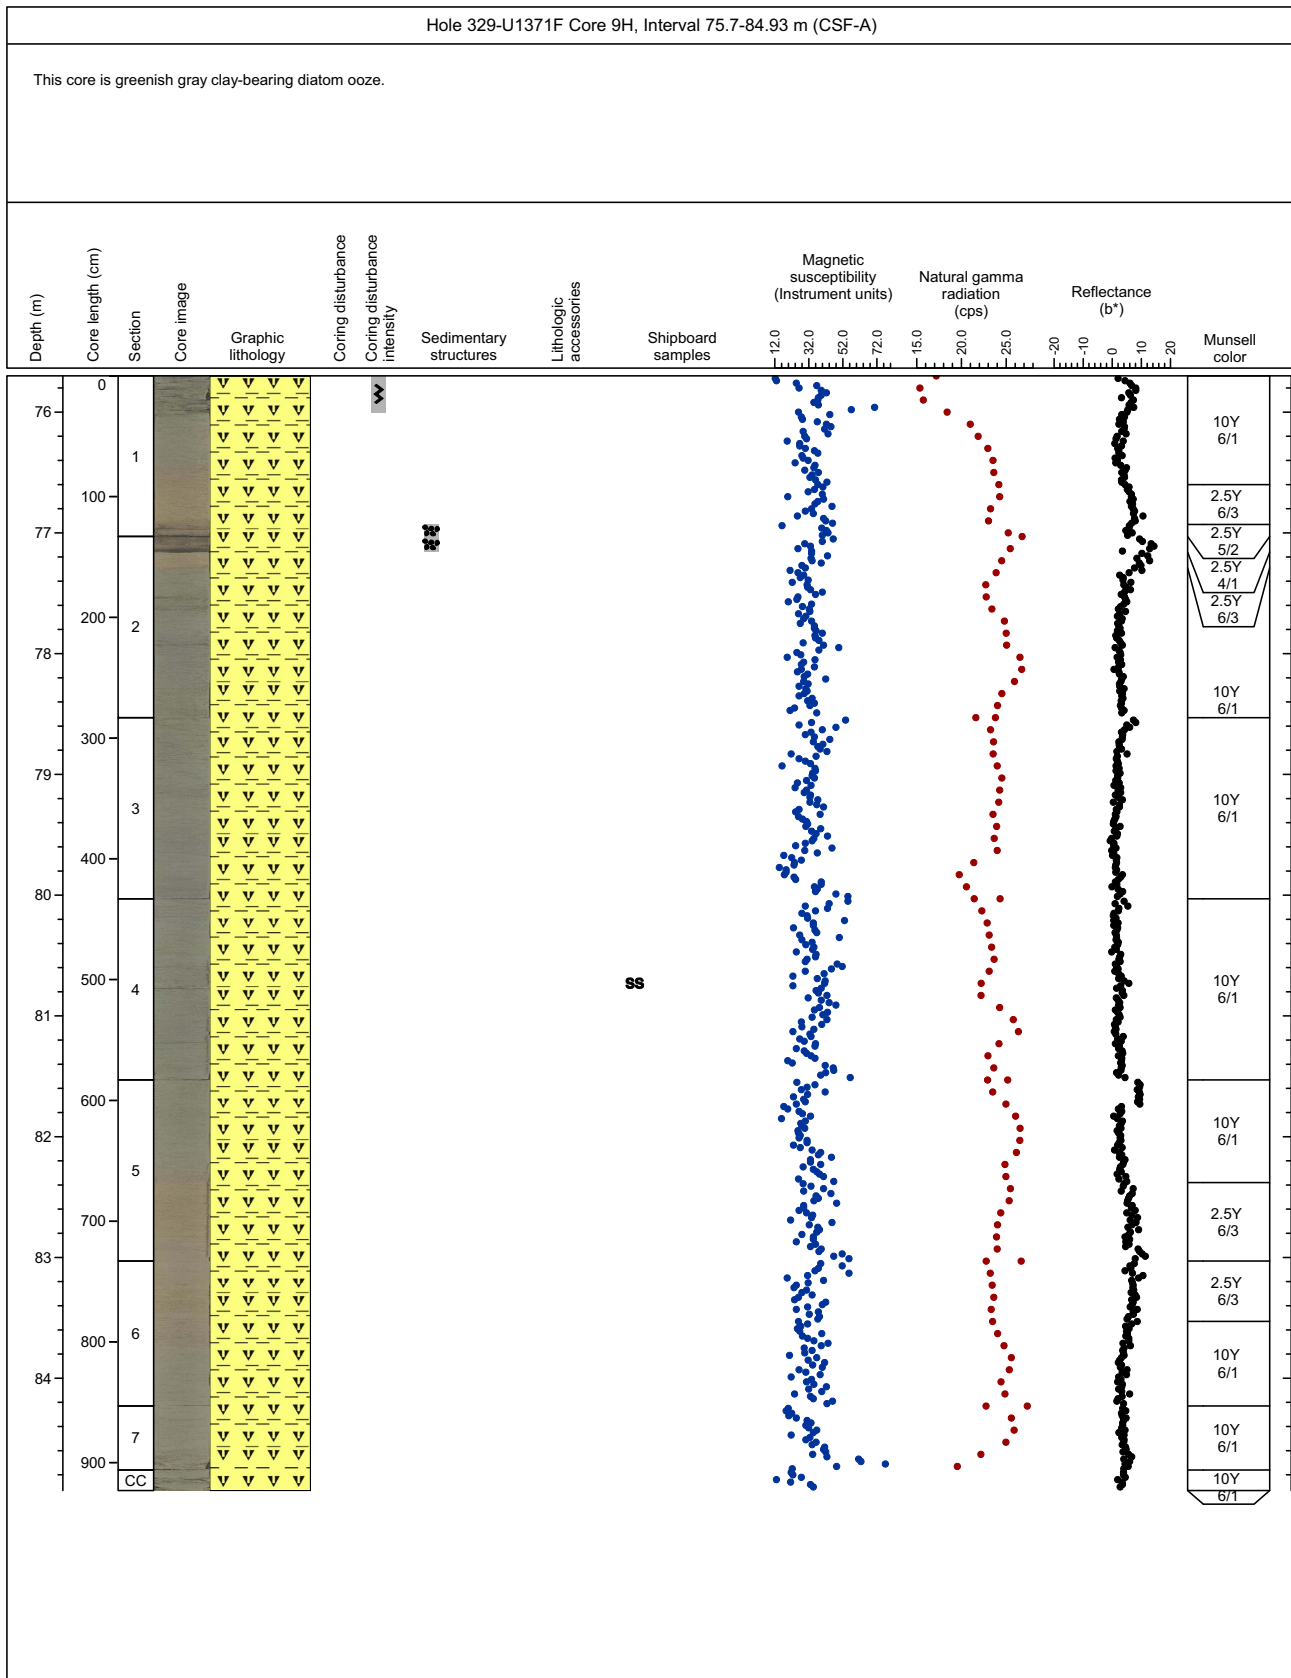 Hole 329-U1371F Core 9H, Interval 75.7-84.93 m (CSF-A)
This core is greenish gray clay-bearing diatom ooze.
Depth (m)
Core length (cm)
Section
Core image
Graphic
lithology
Coring disturbance
Coring disturbance
intensity
Sedimentary
structures
Lithologic
accessories
Shipboard
samples
Magnetic
susceptibility
(Instrument units)
12.0 32.0 52.0 72.0
Natural gamma
radiation
(cps)
15.0 20.0 25.0
Reflectance
(b*)
-20 -10 0 10 20
Munsell
color
76
77
78
79
80
81
82
83
84
0
100
200
300
400
500
600
700
800
900
1
2
3
4
5
6
7
CC
SS
10Y
6/1
2.5Y
6/3
2.5Y
5/2
2.5Y
4/1
2.5Y
6/3
10Y
6/1
10Y
6/1
10Y
6/1
10Y
6/1
2.5Y
6/3
2.5Y
6/3
10Y
6/1
10Y
6/1
10Y
6/1